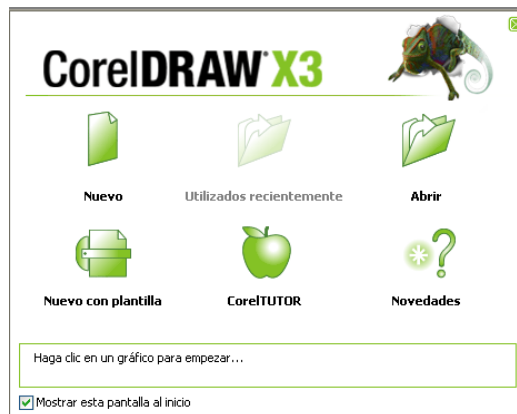 CorelDRAW X3
Nuevo
Utilizados recientemente
Abrir
Nuevo con plantilla
CorelTUTOR
Novedades
Haga clic en un gráfico para empezar...
Mostrar esta pantalla al inicio